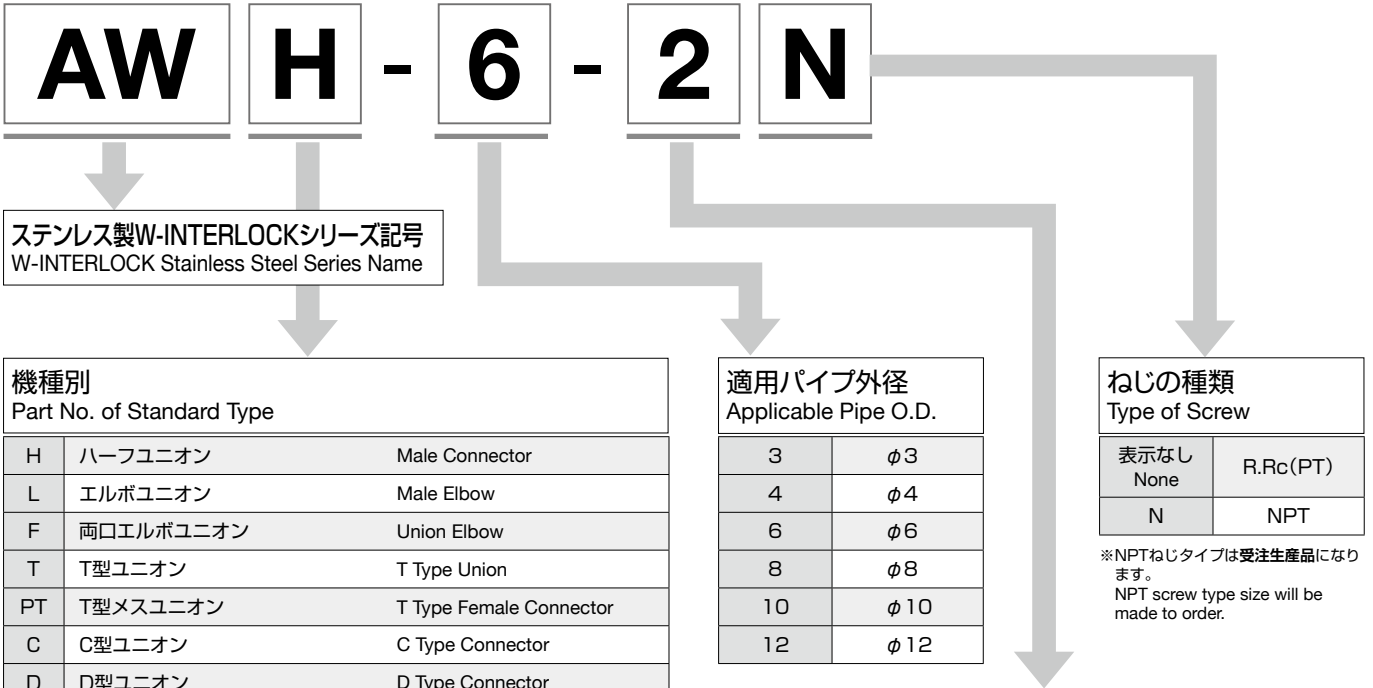 AW H - 6 - 2 N
ステンレス製W-INTERLOCKシリーズ記号
W-INTERLOCK Stainless Steel Series Name
機種別
Part No. of Standard Type
H ハーフユニオン Male Connector
L エルボユニオン Male Elbow
F 両口エルボユニオン Union Elbow
T T型ユニオン T Type Union
PT T型メスユニオン T Type Female Connector
C C型ユニオン C Type Connector
D D型ユニオン D Type Connector
適用パイプ外径
Applicable Pipe O.D.
3 φ3
4 φ4
6 φ6
8 φ8
10 φ10
12 φ12
ねじの種類
Type of Screw
表示なし
None
R.Rc(PT)
N NPT
※NPTねじタイプは受注生産品になり
ます。
NPT screw type size will be
made to order.